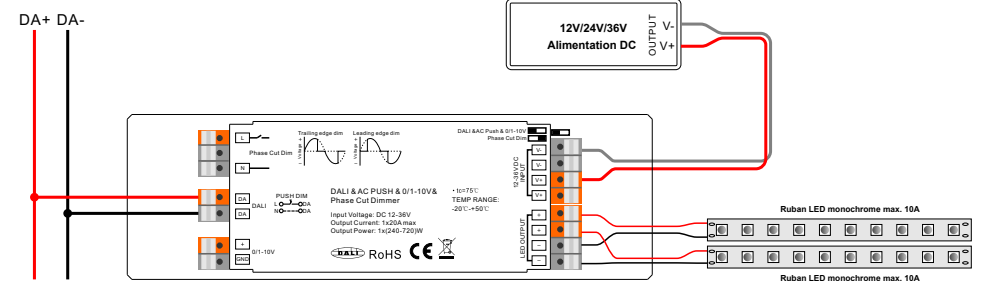 DA+ DA-
12V/24V/36V
Alimentation DC
OUTPUT
V-
V+
L
Phase Cut Dim
N
Trailing edge dim
Leading edge dim
DALI &AC Push & 0/1-10V
Phase Cut Dim
DA
DA
DALI
PUSH DIM
L DA
N DA
+
GND
0/1-10V
DALI & AC PUSH & 0/1-10V&
Phase Cut Dimmer
Input Voltage: DC 12-36V
Output Current: 1x20A max
Output Power: 1x(240-720)W
· tc=75℃
TEMP RANGE:
-20℃-+50℃
DALI RoHS CE
12-36VDC
INPUT
V-
V-
V+
V+
LED OUTPUT
+
+
−
−
Ruban LED monochrome max. 10A
Ruban LED monochrome max. 10A